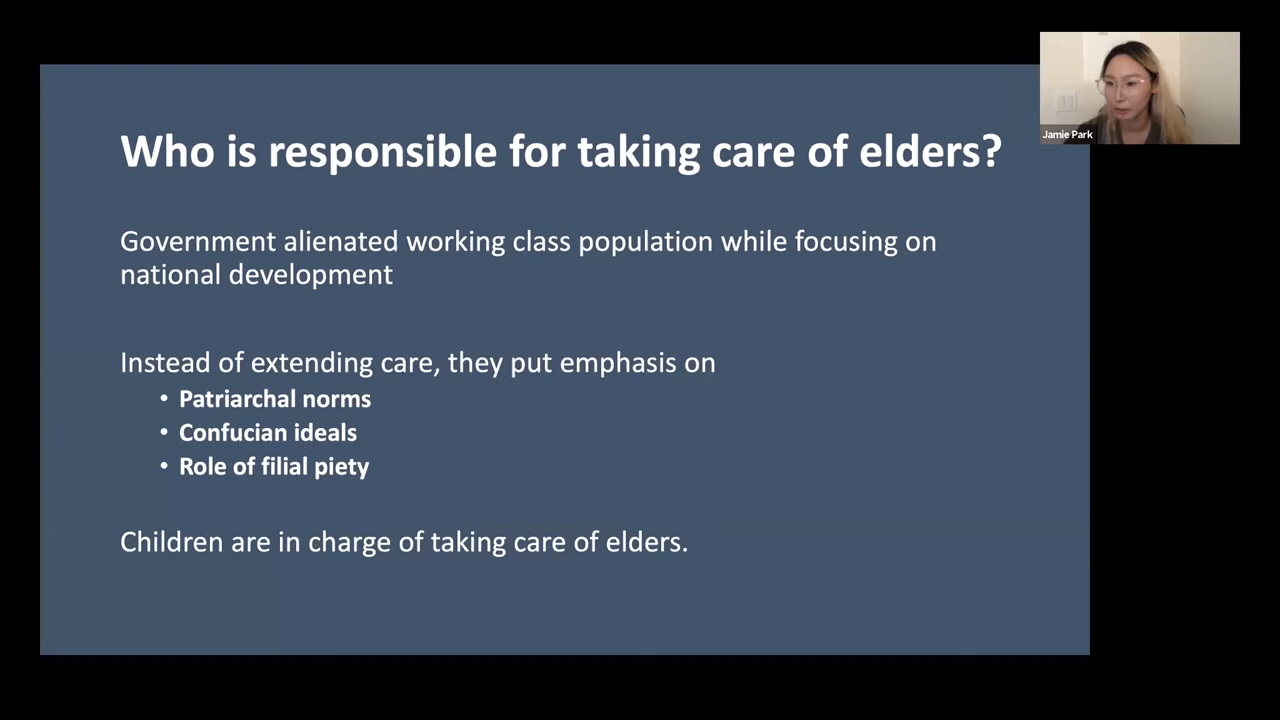 Who is responsible for taking care of elders?
Government alienated working class population while focusing on
national development
Instead of extending care, they put emphasis on
• Patriarchal norms
• Confucian ideals
• Role of filial piety
Children are in charge of taking care of elders.
Jamie Park